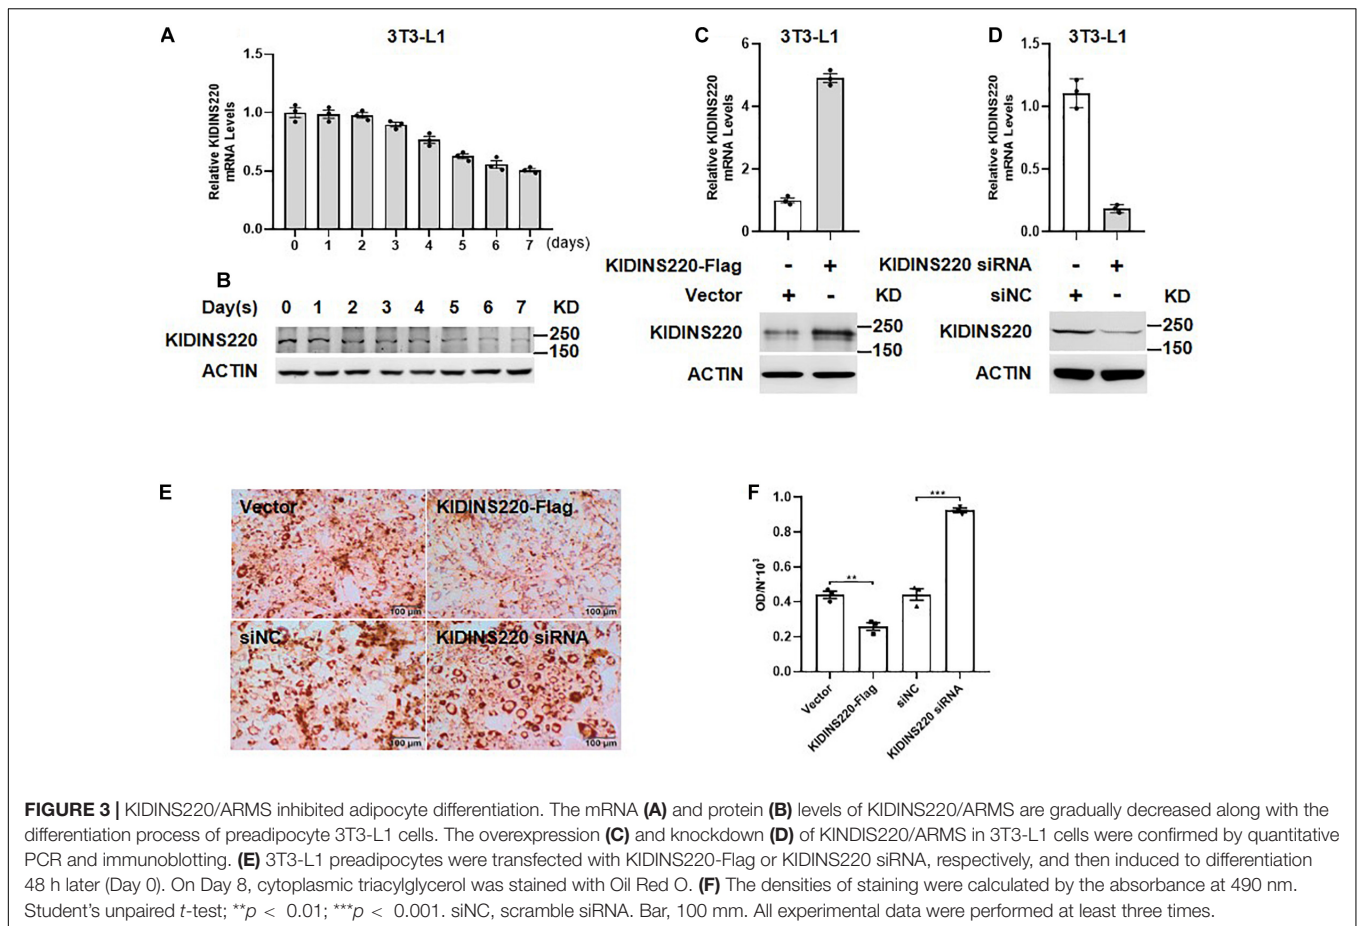 A
3T3-L1
Relative KIDINS220
mRNA Levels
1.5
1.0
0.5
0.0
0 1 2 3 4 5 6 7 (days)
B
Day(s) 0 1 2 3 4 5 6 7 KD
KIDINS220
250
150
ACTIN
C
3T3-L1
Relative KIDINS220
mRNA Levels
6
4
2
0
KIDINS220-Flag - +
Vector + - KD
KIDINS220
250
150
ACTIN
D
3T3-L1
Relative KIDINS220
mRNA Levels
1.5
1.0
0.5
0.0
KIDINS220 siRNA - +
siNC + - KD
KIDINS220
250
150
ACTIN
E
Vector
100 µm
KIDINS220-Flag
100 µm
siNC
100 µm
KIDINS220 siRNA
100 µm
F
OD/N*10³
1.0
0.8
0.6
0.4
0.2
0.0
**
***
Vector
KIDINS220-Flag
siNC
KIDINS220 siRNA
FIGURE 3 | KIDINS220/ARMS inhibited adipocyte differentiation. The mRNA (A) and protein (B) levels of KIDINS220/ARMS are gradually decreased along with the
differentiation process of preadipocyte 3T3-L1 cells. The overexpression (C) and knockdown (D) of KINDIS220/ARMS in 3T3-L1 cells were confirmed by quantitative
PCR and immunoblotting. (E) 3T3-L1 preadipocytes were transfected with KIDINS220-Flag or KIDINS220 siRNA, respectively, and then induced to differentiation
48 h later (Day 0). On Day 8, cytoplasmic triacylglycerol was stained with Oil Red O. (F) The densities of staining were calculated by the absorbance at 490 nm.
Student's unpaired t-test; **p < 0.01; ***p < 0.001. siNC, scramble siRNA. Bar, 100 mm. All experimental data were performed at least three times.